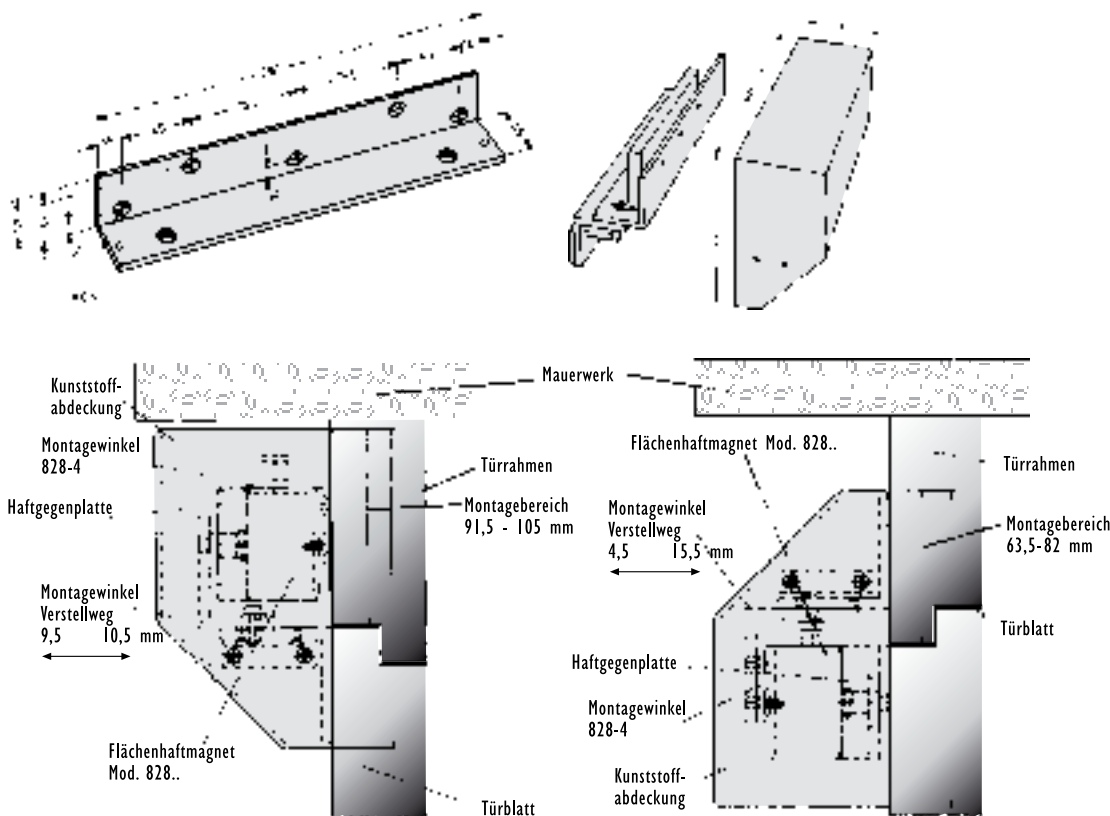 Kunststoff-
abdeckung
Mauerwerk
Montagewinkel
828-4
Haftgegenplatte
Türrahmen
Montagebereich
91,5 - 105 mm
Montagewinkel
Verstellweg
9,5 10,5 mm
Flächenhaftmagnet
Mod. 828..
Türblatt
Flächenhaftmagnet Mod. 828..
Türrahmen
Montagewinkel
Verstellweg
4,5 15,5 mm
Montagebereich
63,5-82 mm
Türblatt
Haftgegenplatte
Montagewinkel
828-4
Kunststoff-
abdeckung